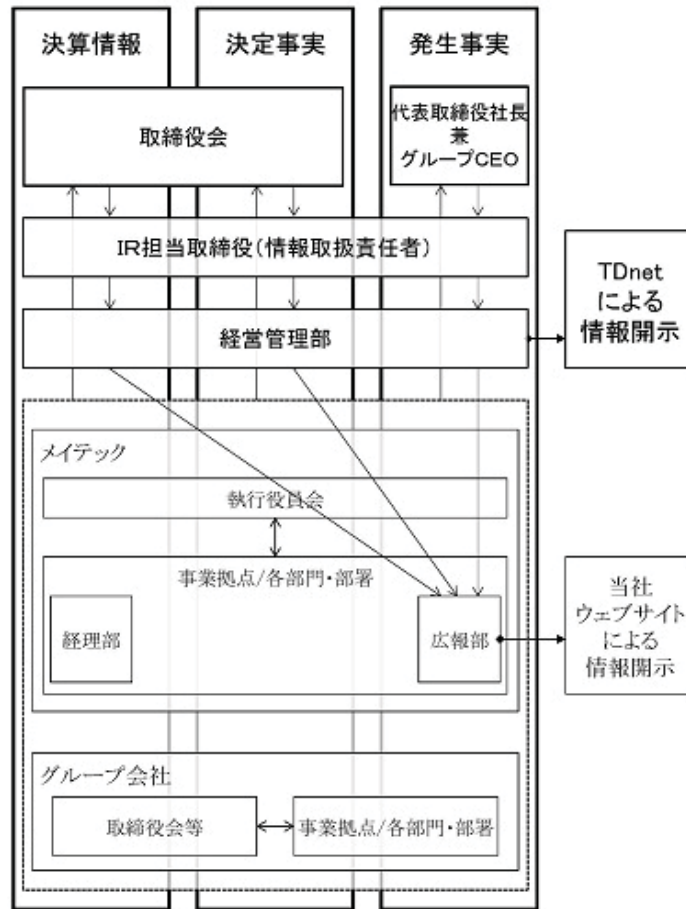 決算情報
決定事実
発生事実
取締役会
代表取締役社長
兼
グループCEO
IR担当取締役(情報取扱責任者)
経営管理部
TDnet
による
情報開示
メイテック
執行役員会
事業拠点/各部門・部署
経理部
広報部
当社
ウェブサイト
による
情報開示
グループ会社
取締役会等
事業拠点/各部門・部署